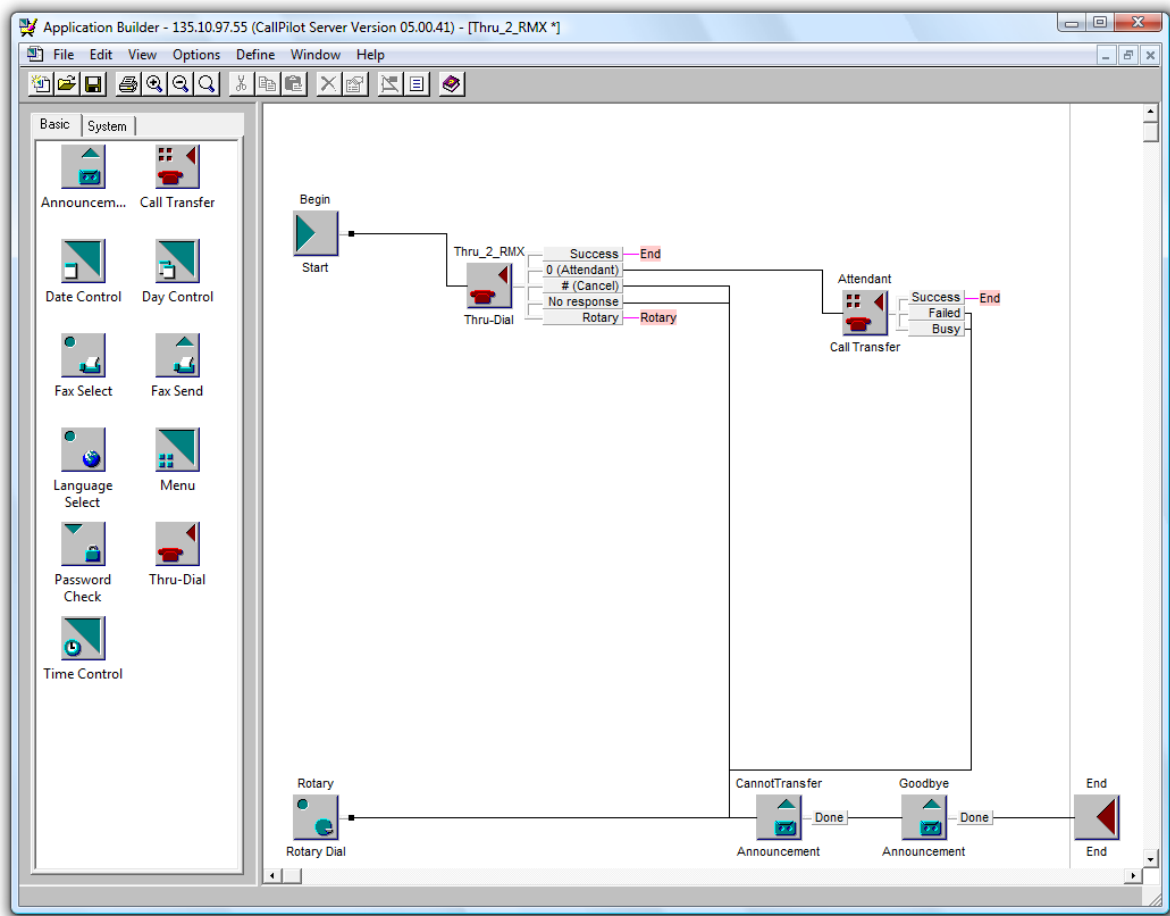 Application Builder - 135.10.97.55 (CallPilot Server Version 05.00.41) - [Thru_2_RMX *]
File Edit View Options Define Window Help
Basic System
Announcem... Call Transfer
Date Control Day Control
Fax Select Fax Send
Language Select Menu
Password Check Thru-Dial
Time Control
Begin
Start
Thru_2_RMX
Thru-Dial
Success End
0 (Attendant)
# (Cancel)
No response
Rotary Rotary
Attendant
Call Transfer
Success End
Failed
Busy
Rotary
Rotary Dial
CannotTransfer
Done
Announcement
Goodbye
Done
Announcement
End
End